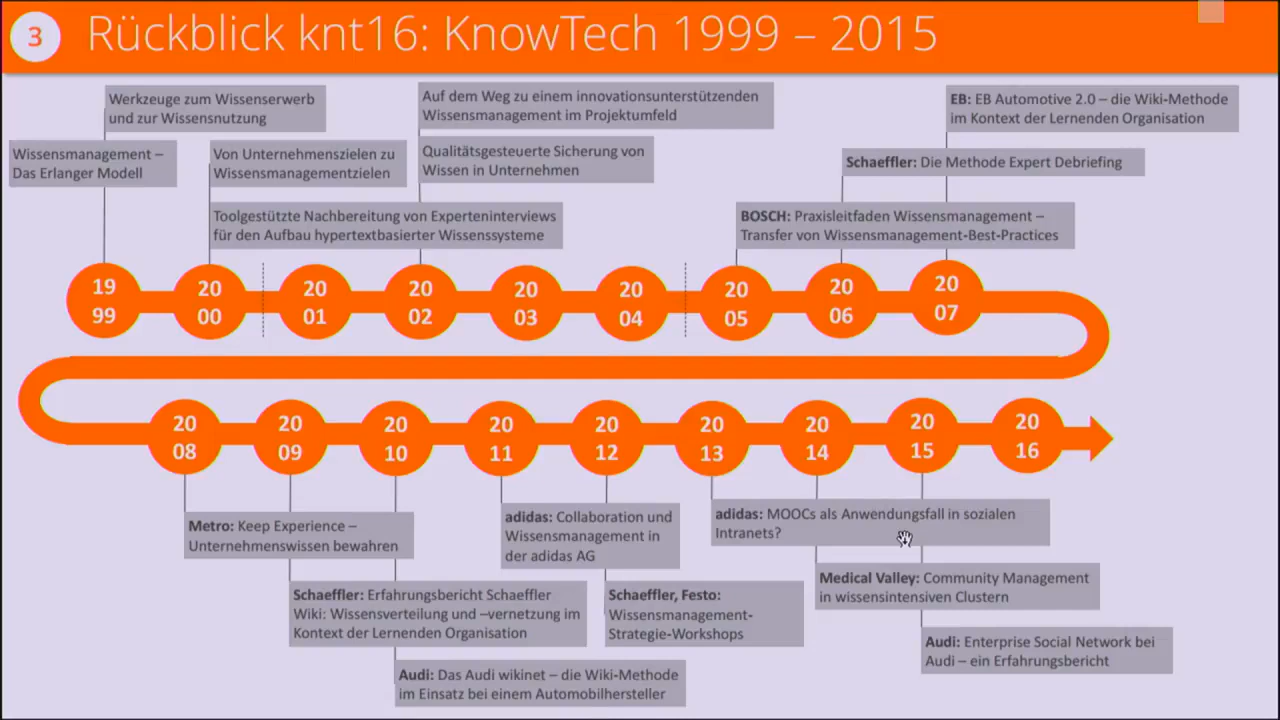 3
Rückblick knt16: KnowTech 1999 – 2015
Werkzeuge zum Wissenserwerb
und zur Wissensnutzung
Auf dem Weg zu einem innovationsunterstützenden
Wissensmanagement im Projektumfeld
EB: EB Automotive 2.0 – die Wiki-Methode
im Kontext der Lernenden Organisation
Wissensmanagement –
Das Erlanger Modell
Von Unternehmenszielen zu
Wissensmanagementzielen
Qualitätsgesteuerte Sicherung von
Wissen in Unternehmen
Schaeffler: Die Methode Expert Debriefing
Toolgestützte Nachbereitung von Experteninterviews
für den Aufbau hypertextbasierter Wissenssysteme
BOSCH: Praxisleitfaden Wissensmanagement –
Transfer von Wissensmanagement-Best-Practices
19
99
20
00
20
01
20
02
20
03
20
04
20
05
20
06
20
07
20
08
20
09
20
10
20
11
20
12
20
13
20
14
20
15
20
16
Metro: Keep Experience –
Unternehmenswissen bewahren
adidas: Collaboration und
Wissensmanagement in
der adidas AG
adidas: MOOCs als Anwendungsfall in sozialen
Intranets?
Schaeffler: Erfahrungsbericht Schaeffler
Wiki: Wissensverteilung und –vernetzung im
Kontext der Lernenden Organisation
Schaeffler, Festo:
Wissensmanagement-
Strategie-Workshops
Medical Valley: Community Management
in wissensintensiven Clustern
Audi: Enterprise Social Network bei
Audi – ein Erfahrungsbericht
Audi: Das Audi wikinet – die Wiki-Methode
im Einsatz bei einem Automobilhersteller